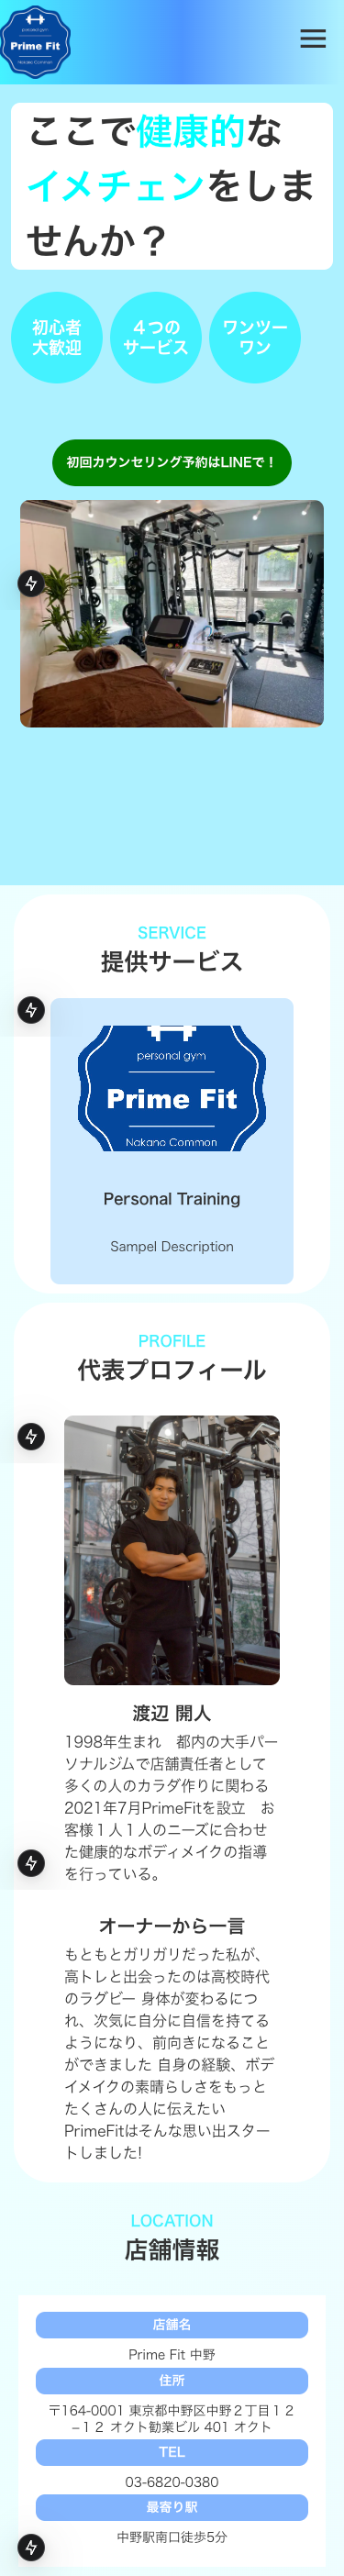 personal gym
Prime Fit
Nakano Common
ここで健康的な
イメチェンをしま
せんか？
初心者
大歓迎
４つの
サービス
ワンツー
ワン
初回カウンセリング予約はLINEで！
SERVICE
提供サービス
personal gym
Prime Fit
Nakano Common
Personal Training
Sampel Description
PROFILE
代表プロフィール
渡辺 開人
1998年生まれ　都内の大手パー
ソナルジムで店舗責任者として
多くの人のカラダ作りに関わる
2021年7月PrimeFitを設立　お
客様１人１人のニーズに合わせ
た健康的なボディメイクの指導
を行っている。
オーナーから一言
もともとガリガリだった私が、
高トレと出会ったのは高校時代
のラグビー 身体が変わるにつ
れ、次気に自分に自信を持てる
ようになり、前向きになること
ができました 自身の経験、ボデ
イメイクの素晴らしさをもっと
たくさんの人に伝えたい
PrimeFitはそんな思い出スター
トしました!
LOCATION
店舗情報
店舗名
Prime Fit 中野
住所
〒164-0001 東京都中野区中野２丁目１２
−１２ オクト勧業ビル 401 オクト
TEL
03-6820-0380
最寄り駅
中野駅南口徒歩5分